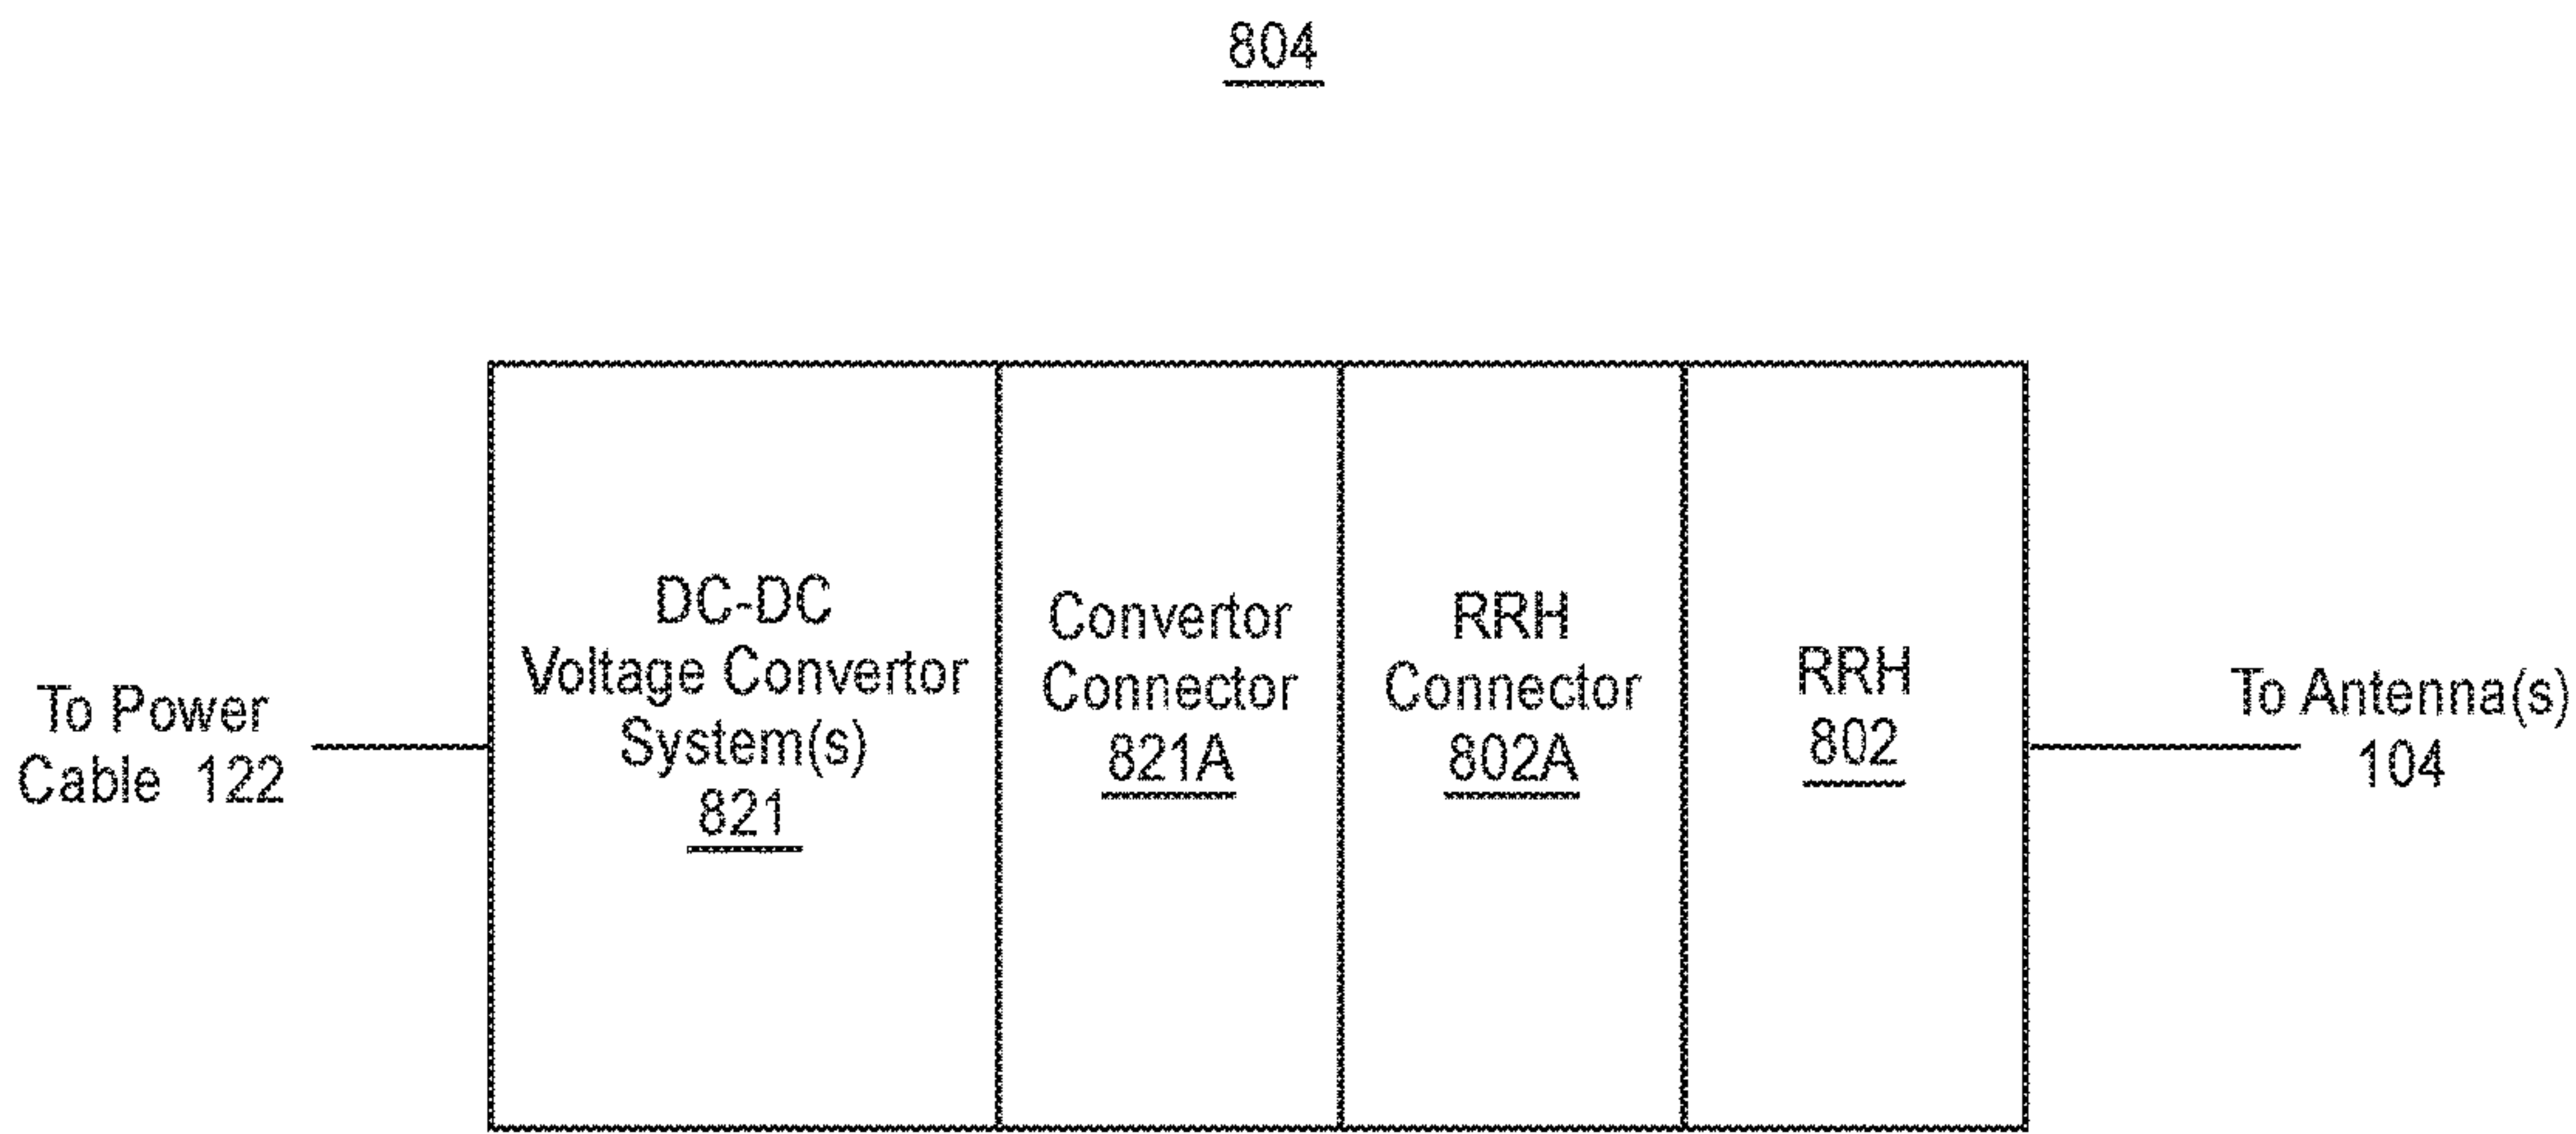 804
To Power
Cable 122
DC-DC
Voltage Convertor
System(s)
821
Convertor
Connector
821A
RRH
Connector
802A
RRH
802
To Antenna(s)
104